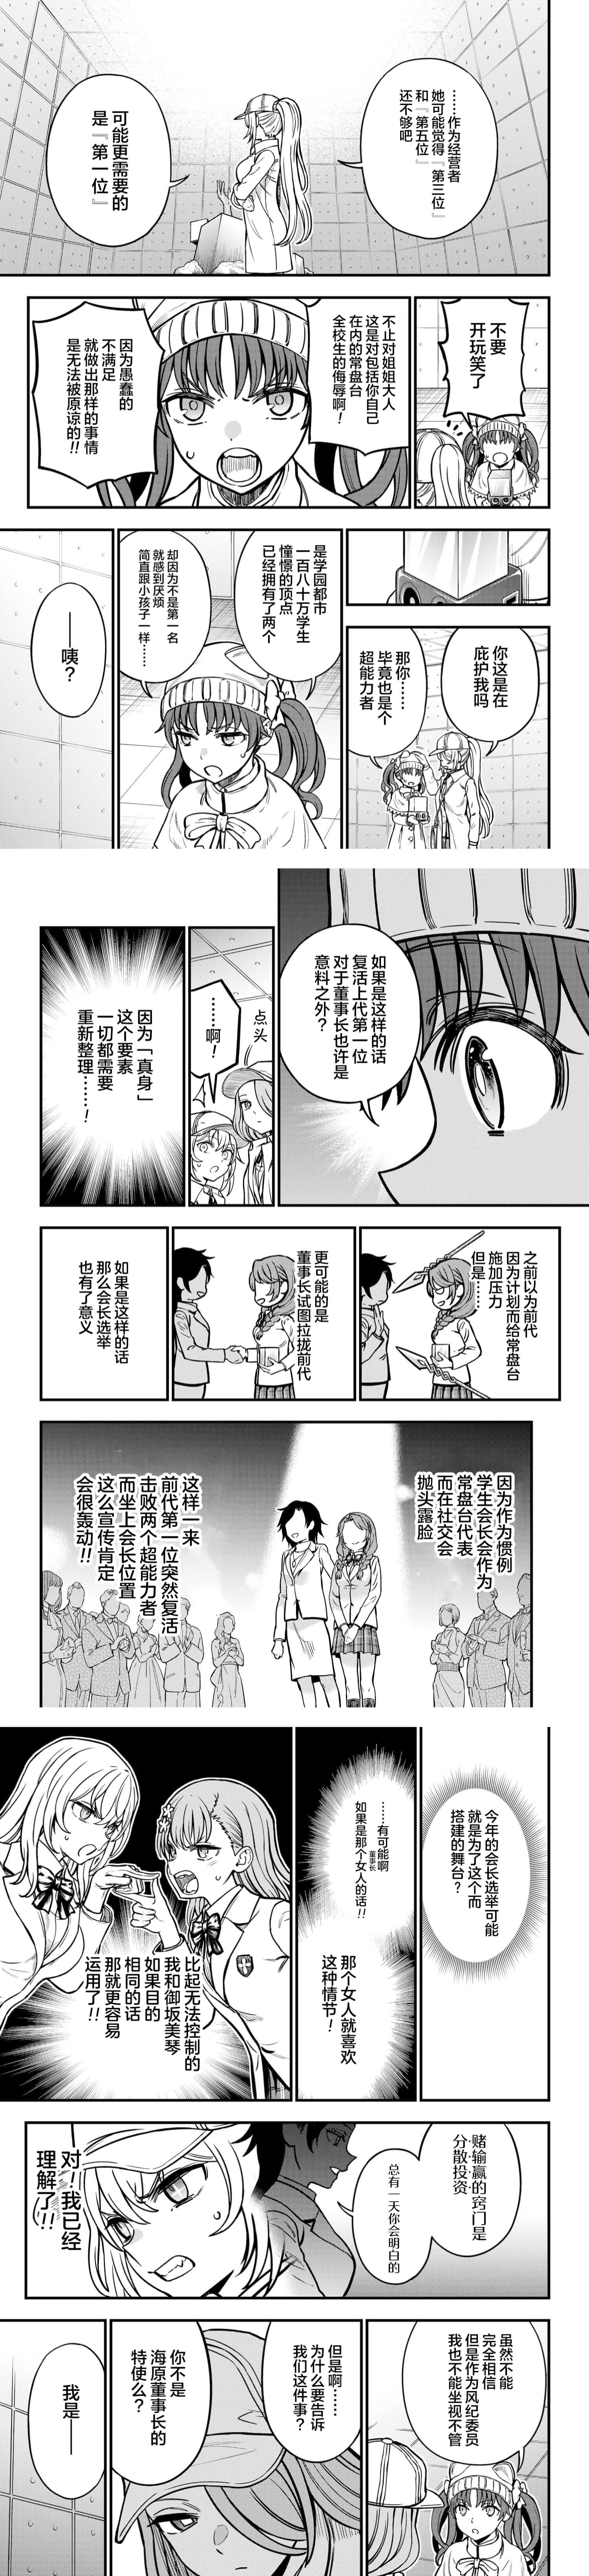 ……作为经营者
她可能觉得『第三位』
和『第五位』
还不够吧
可能更需要的
是『第一位』
不要
开玩笑了
不止对姐姐大人
这是对包括你自己
在内的常盘台
全校生的侮辱啊！
因为愚蠢的
不满足
就做出那样的事情
是无法被原谅的!!
你这是在
庇护我吗
那你……
毕竟也是个
超能力者
是学园都市
一百八十万学生
憧憬的顶点
已经拥有了两个
却因为不是第一名
就感到厌烦
简直跟小孩子一样……
——咦？
如果是这样的话
复活上代第一位
对于董事长也许是
意料之外？
点头
……啊！
因为「真身」
这个要素
一切都需要
重新整理……！
之前以为前代
因为计划而给常盘台
施加压力
但是……
更可能的是
董事长试图拉拢前代
如果是这样的话
那么会长选举
也有了意义
因为作为惯例
学生会长会作为
常盘台代表
而在社交会
抛头露脸
这样一来
前代第一位突然复活
击败两个超能力者
而坐上会长位置
这么宣传肯定
会很轰动!!
今年的会长选举可能
就是为了这个而
搭建的舞台？
……有可能啊
如果是那个女人的话!!
董事长
那个女人就喜欢
这种情节！
比起无法控制的
我和御坂美琴
如果目的
相同的话
那就更容易
运用了!!
赌输赢的窍门是
分散投资
总有一天你会明白的
对！我已经
理解了!!
虽然不能
完全相信
但是作为风纪委员
我也不能坐视不管
但是啊……
为什么要告诉
我们这件事？
你不是
海原董事长的
特使么？
我是——